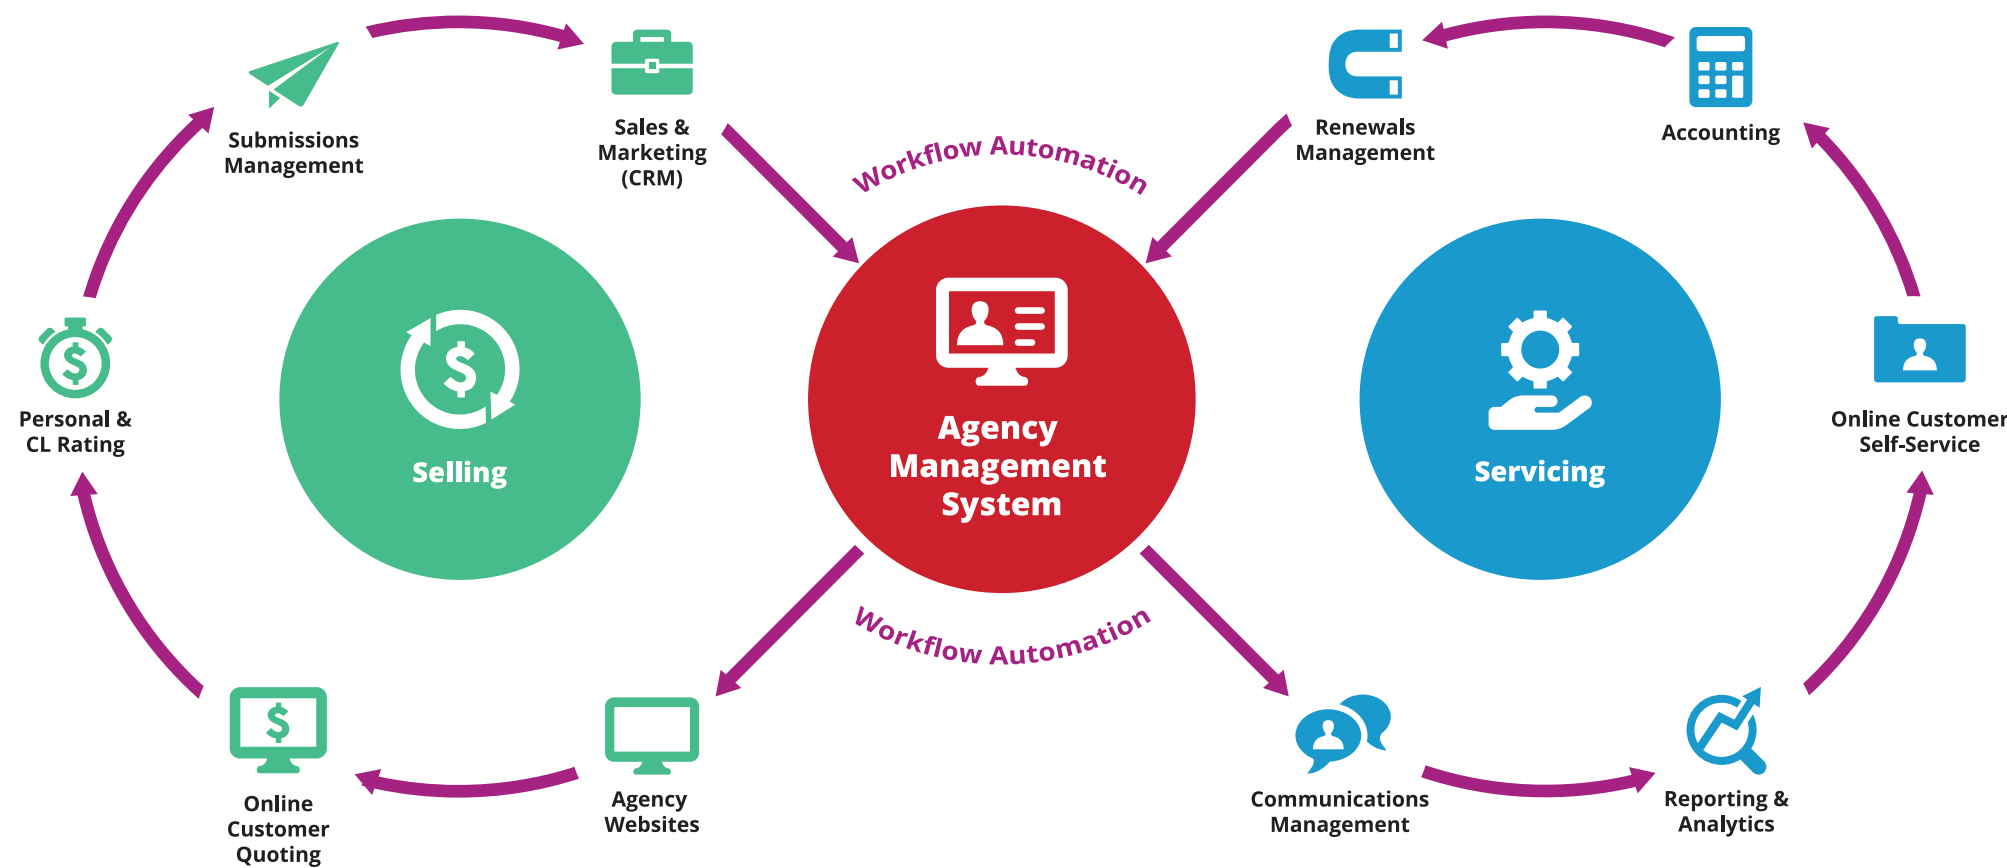 Submissions
Management
Sales &
Marketing
(CRM)
Workflow Automation
Renewals
Management
Accounting
Personal &
CL Rating
$
$
Selling
Agency
Management
System
Servicing
Online Customer
Self-Service
Workflow Automation
$
Online
Customer
Quoting
Agency
Websites
Communications
Management
Reporting &
Analytics